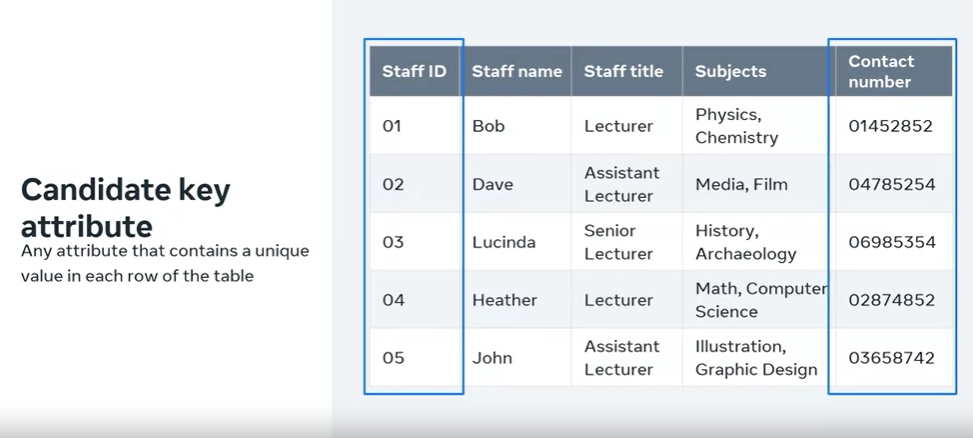 Candidate key
attribute
Any attribute that contains a unique
value in each row of the table
Staff ID Staff name Staff title Subjects Contact
number
01 Bob Lecturer Physics,
Chemistry 01452852
02 Dave Assistant
Lecturer Media, Film 04785254
03 Lucinda Senior
Lecturer History,
Archaeology 06985354
04 Heather Lecturer Math, Computer
Science 02874852
05 John Assistant
Lecturer Illustration,
Graphic Design 03658742